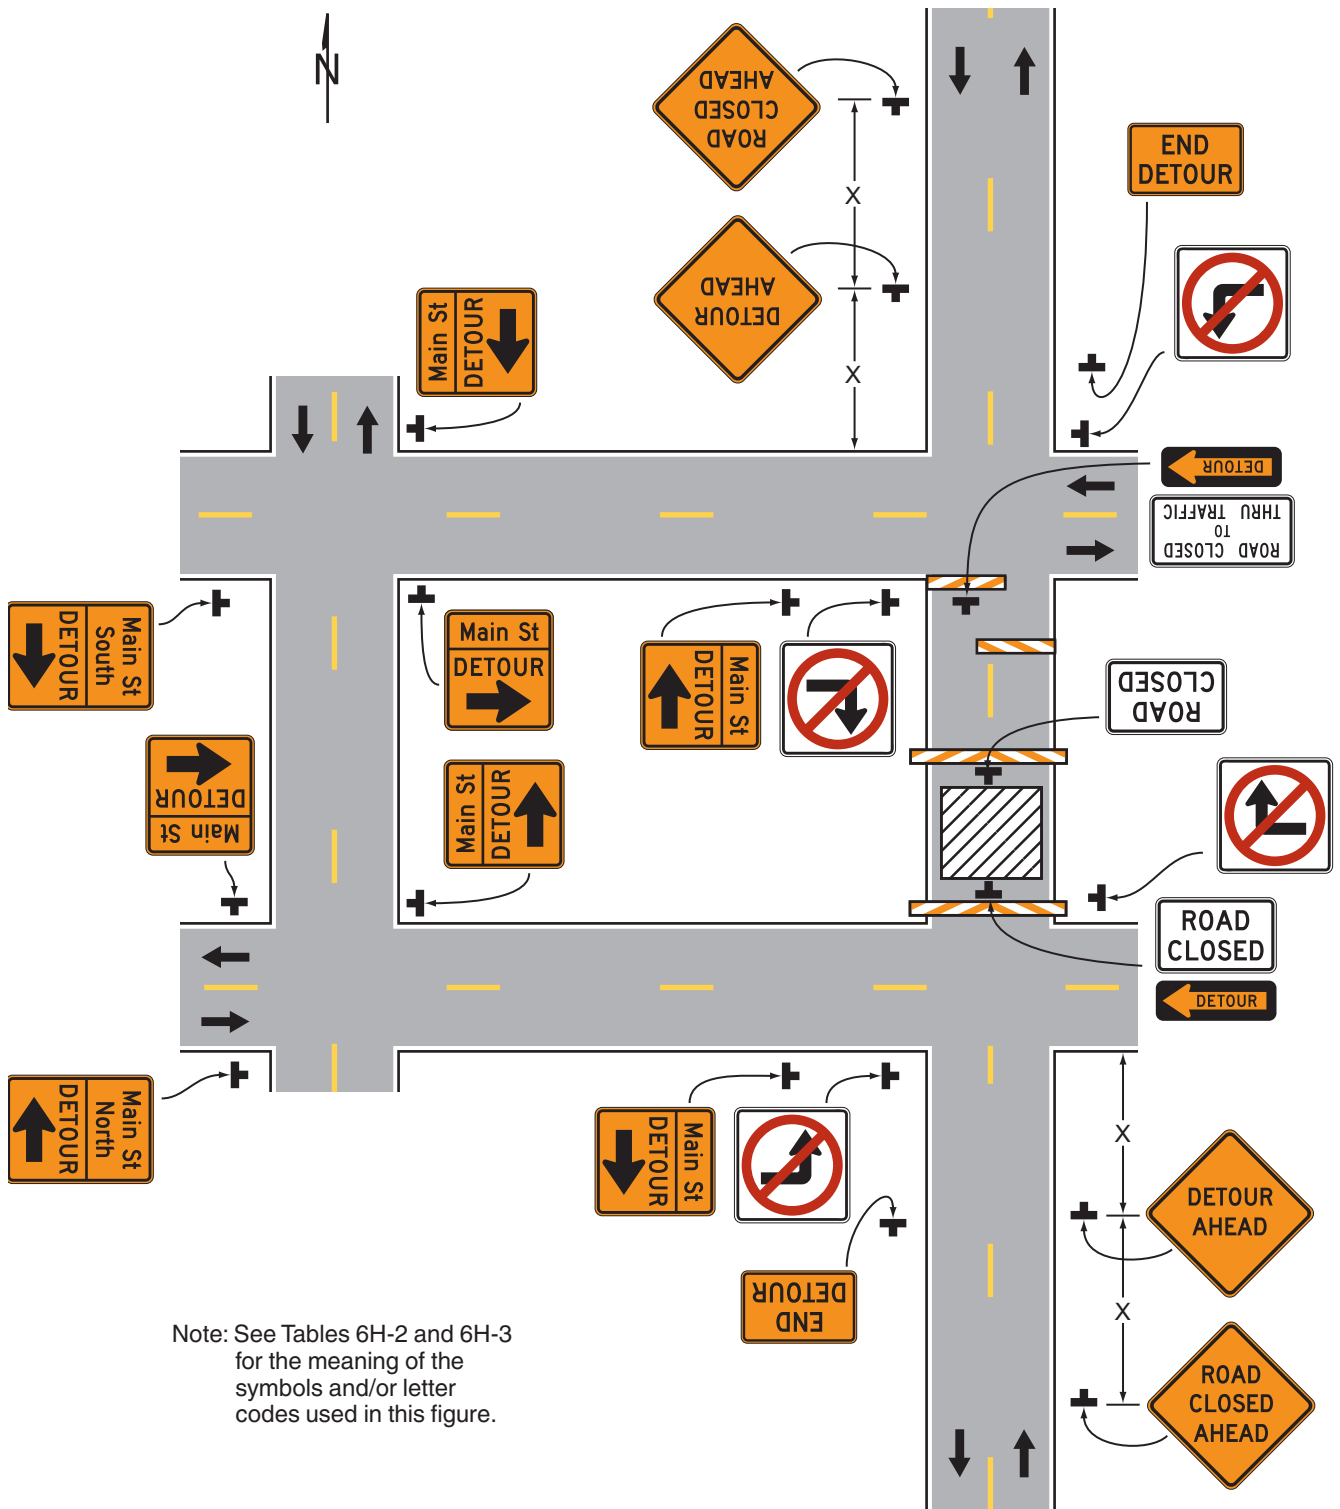 N
ROAD
CLOSED
AHEAD
X
DETOUR
AHEAD
X
END
DETOUR
Main St
DETOUR
DETOUR
ROAD CLOSED
TO
THRU TRAFFIC
Main St
South
DETOUR
Main St
DETOUR
Main St
DETOUR
ROAD
CLOSED
Main St
DETOUR
Main St
DETOUR
ROAD
CLOSED
DETOUR
Main St
North
DETOUR
Main St
DETOUR
X
DETOUR
AHEAD
END
DETOUR
X
ROAD
CLOSED
AHEAD
Note: See Tables 6H-2 and 6H-3
for the meaning of the
symbols and/or letter
codes used in this figure.